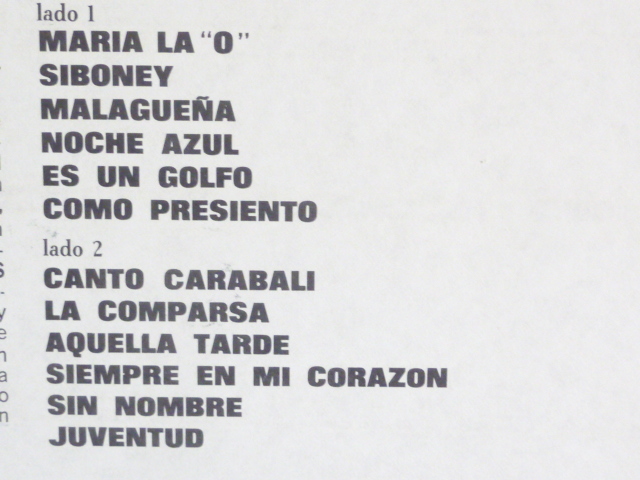 lado 1
MARIA LA "O"
SIBONEY
MALAGUEÑA
NOCHE AZUL
ES UN GOLFO
COMO PRESIENTO
lado 2
CANTO CARABALI
LA COMPARSA
AQUELLA TARDE
SIEMPRE EN MI CORAZON
SIN NOMBRE
JUVENTUD